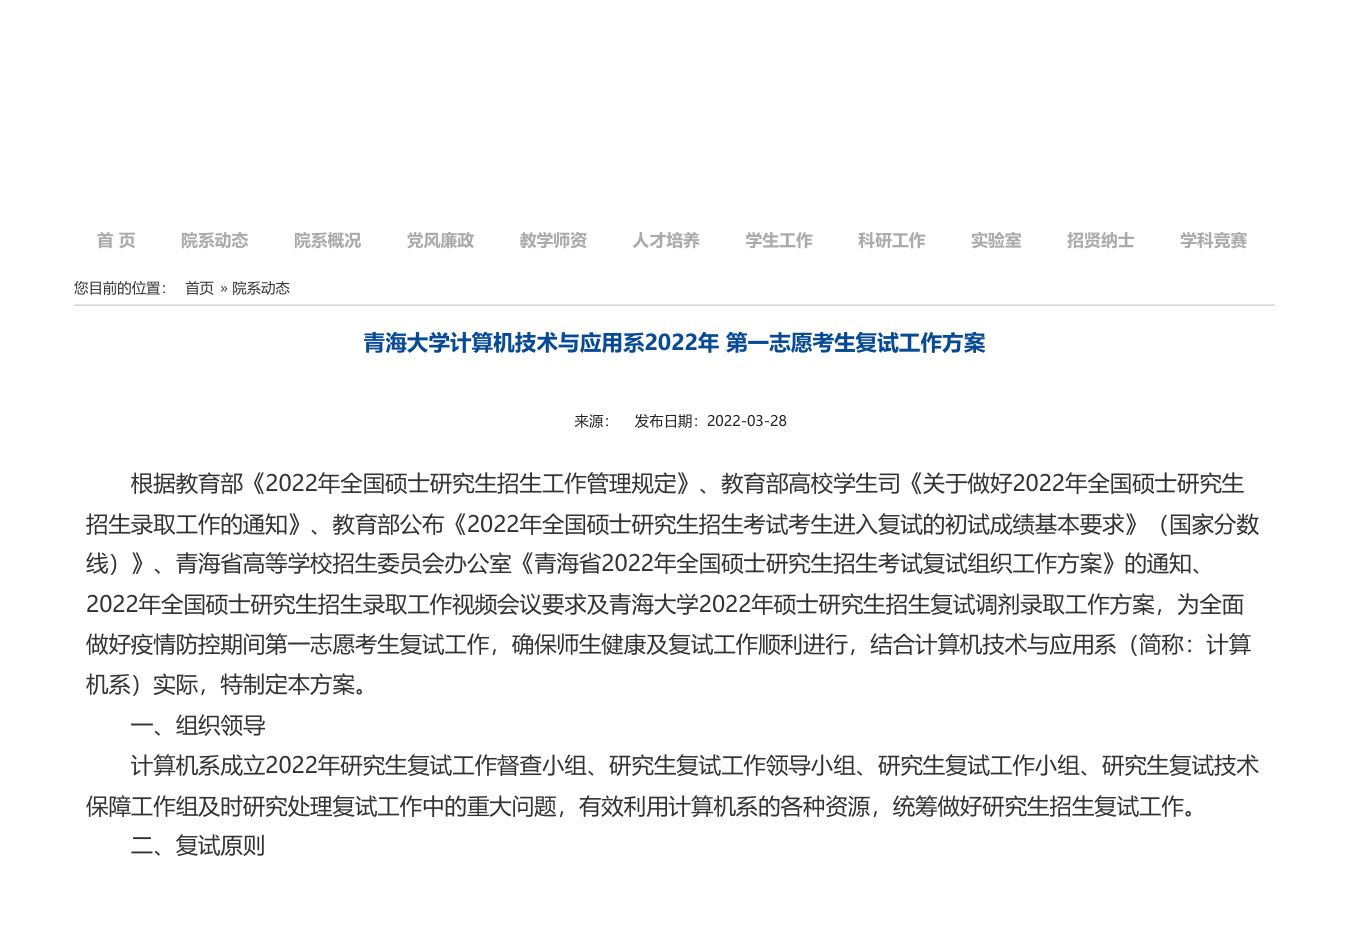 首 页 院系动态 院系概况 党风廉政 教学师资 人才培养 学生工作 科研工作 实验室 招贤纳士 学科竞赛
您目前的位置： 首页 » 院系动态
青海大学计算机技术与应用系2022年 第一志愿考生复试工作方案
来源： 发布日期：2022-03-28
根据教育部《2022年全国硕士研究生招生工作管理规定》、教育部高校学生司《关于做好2022年全国硕士研究生
招生录取工作的通知》、教育部公布《2022年全国硕士研究生招生考试考生进入复试的初试成绩基本要求》（国家分数
线）》、青海省高等学校招生委员会办公室《青海省2022年全国硕士研究生招生考试复试组织工作方案》的通知、
2022年全国硕士研究生招生录取工作视频会议要求及青海大学2022年硕士研究生招生复试调剂录取工作方案，为全面
做好疫情防控期间第一志愿考生复试工作，确保师生健康及复试工作顺利进行，结合计算机技术与应用系（简称：计算
机系）实际，特制定本方案。
一、组织领导
计算机系成立2022年研究生复试工作督查小组、研究生复试工作领导小组、研究生复试工作小组、研究生复试技术
保障工作组及时研究处理复试工作中的重大问题，有效利用计算机系的各种资源，统筹做好研究生招生复试工作。
二、复试原则